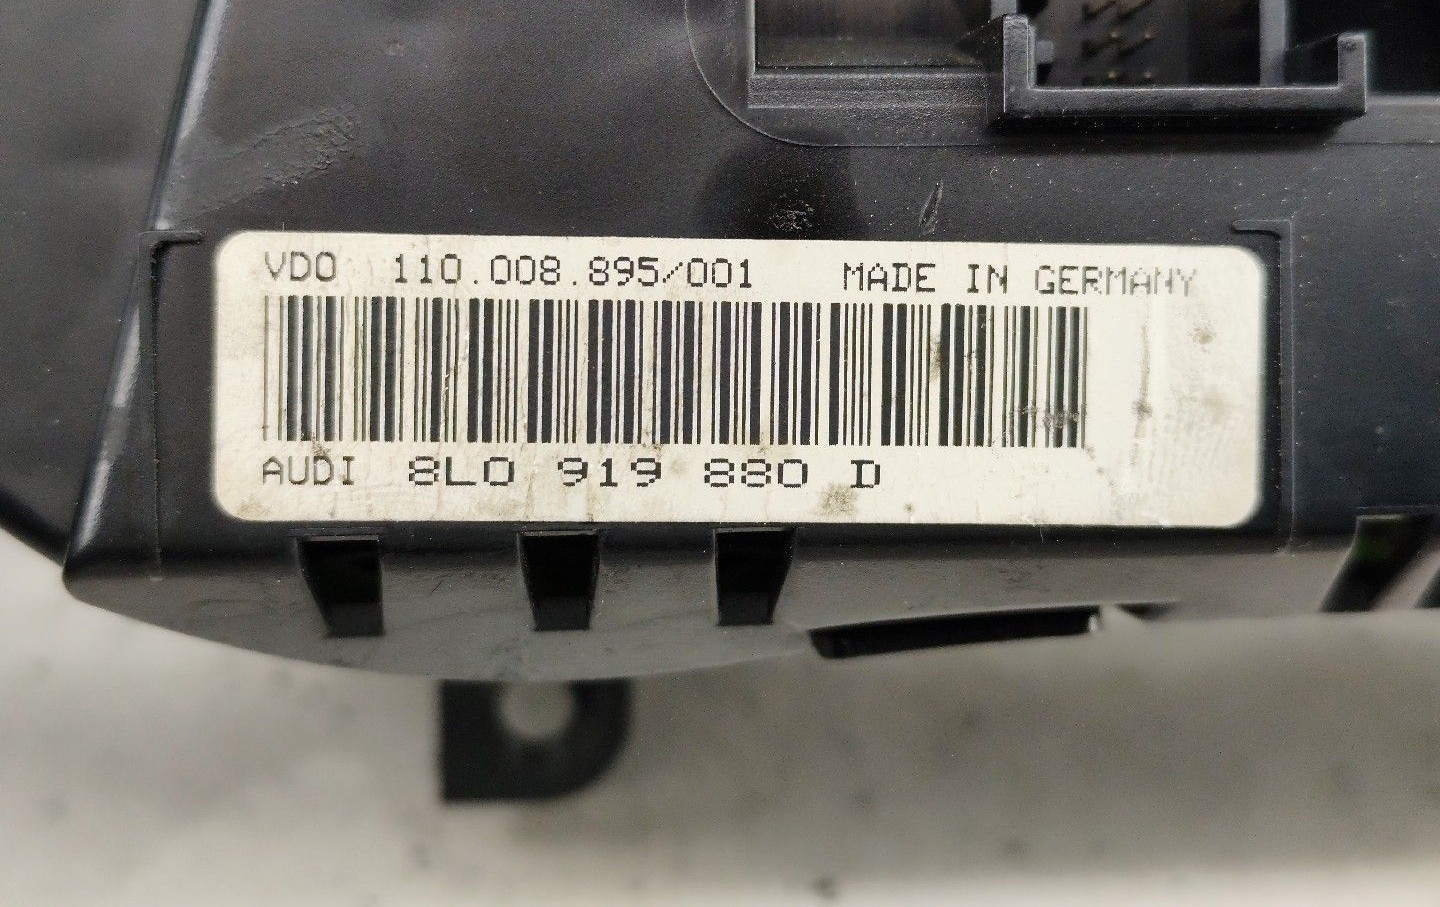 VDO 110.008.895/001 MADE IN GERMANY
AUDI 8L0 919 880 D